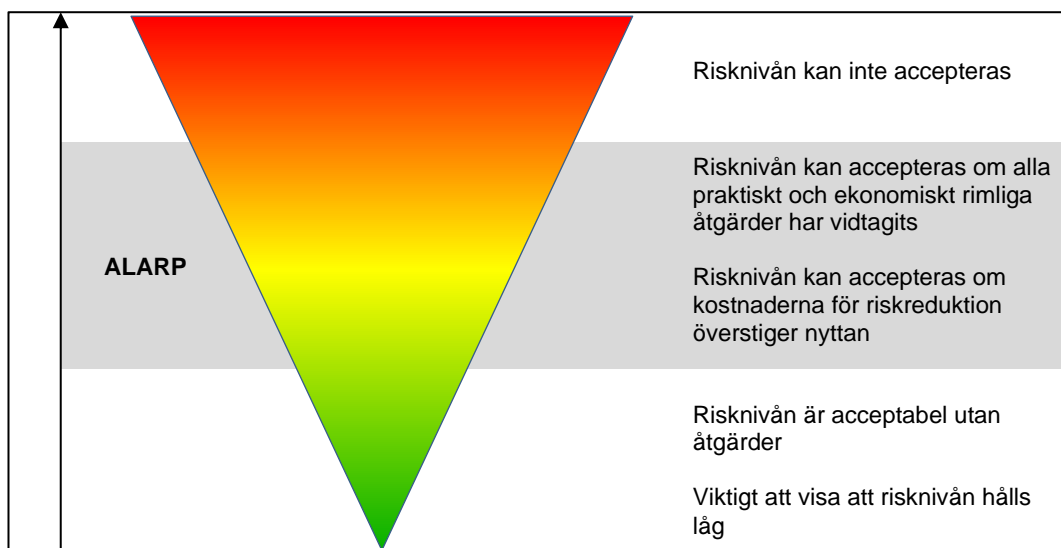 Risknivån kan inte accepteras
Risknivån kan accepteras om alla
praktiskt och ekonomiskt rimliga
åtgärder har vidtagits
ALARP
Risknivån kan accepteras om
kostnaderna för riskreduktion
överstiger nyttan
Risknivån är acceptabel utan
åtgärder
Viktigt att visa att risknivån hålls
låg